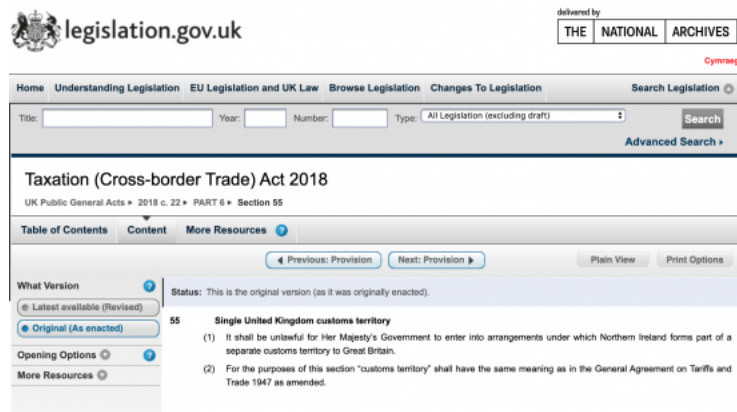 delivered by
legislation.gov.uk
THE NATIONAL ARCHIVES
Cymraeg
Home Understanding Legislation EU Legislation and UK Law Browse Legislation Changes To Legislation Search Legislation
Title: Year: Number: Type: All Legislation (excluding draft) Search
Advanced Search
Taxation (Cross-border Trade) Act 2018
UK Public General Acts 2018 c. 22 PART 6 Section 55
Table of Contents Content More Resources ?
Previous: Provision Next: Provision Plain View Print Options
What Version ?
Latest available (Revised)
Original (As enacted)
Opening Options ?
More Resources
Status: This is the original version (as it was originally enacted).
55 Single United Kingdom customs territory
(1) It shall be unlawful for Her Majesty's Government to enter into arrangements under which Northern Ireland forms part of a
separate customs territory to Great Britain.
(2) For the purposes of this section “customs territory” shall have the same meaning as in the General Agreement on Tariffs and
Trade 1947 as amended.